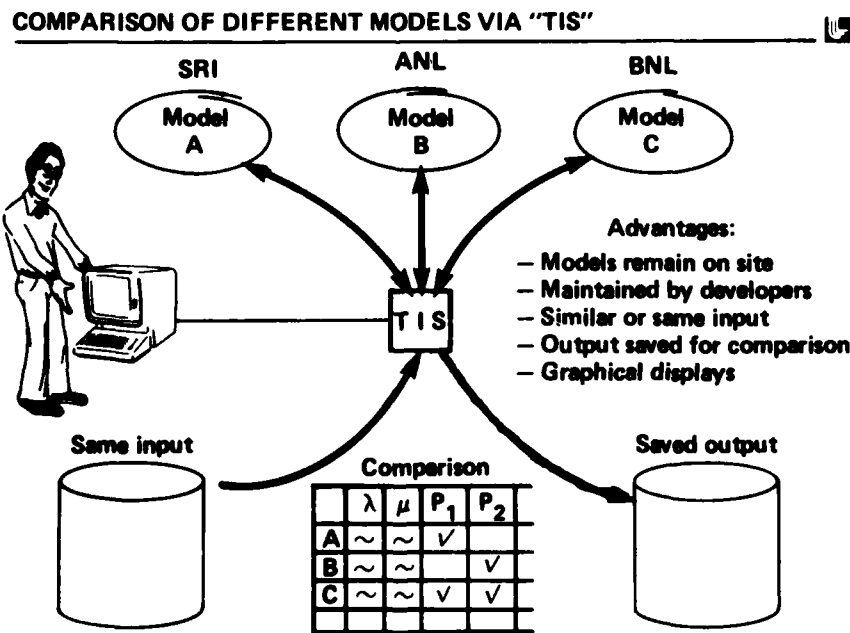 COMPARISON OF DIFFERENT MODELS VIA "TIS"
SRI
ANL
BNL
Model
A
Model
B
Model
C
Advantages:
— Models remain on site
— Maintained by developers
— Similar or same input
— Output saved for comparison
— Graphical displays
TIS
Same input
Saved output
Comparison
λ μ P₁ P₂
A ~ ~ √
B ~ ~ √
C ~ ~ √ √